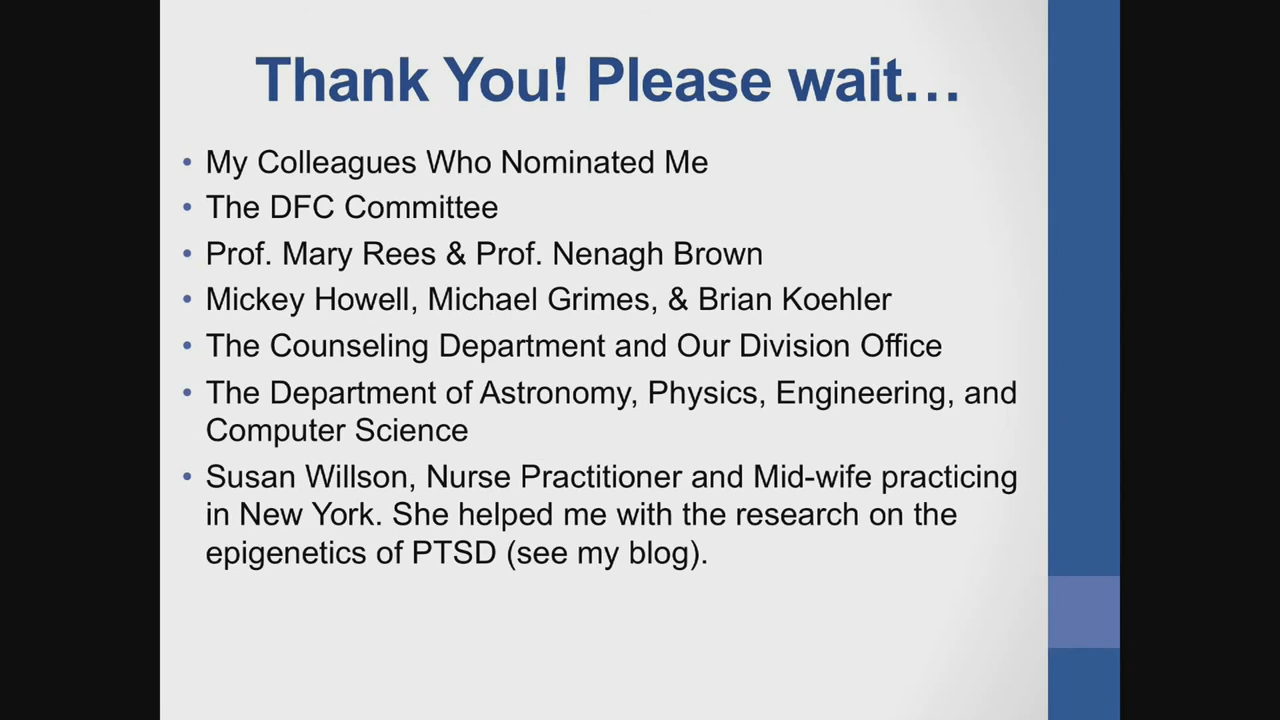 Thank You! Please wait…
• My Colleagues Who Nominated Me
• The DFC Committee
• Prof. Mary Rees & Prof. Nenagh Brown
• Mickey Howell, Michael Grimes, & Brian Koehler
• The Counseling Department and Our Division Office
• The Department of Astronomy, Physics, Engineering, and
Computer Science
• Susan Willson, Nurse Practitioner and Mid-wife practicing
in New York. She helped me with the research on the
epigenetics of PTSD (see my blog).